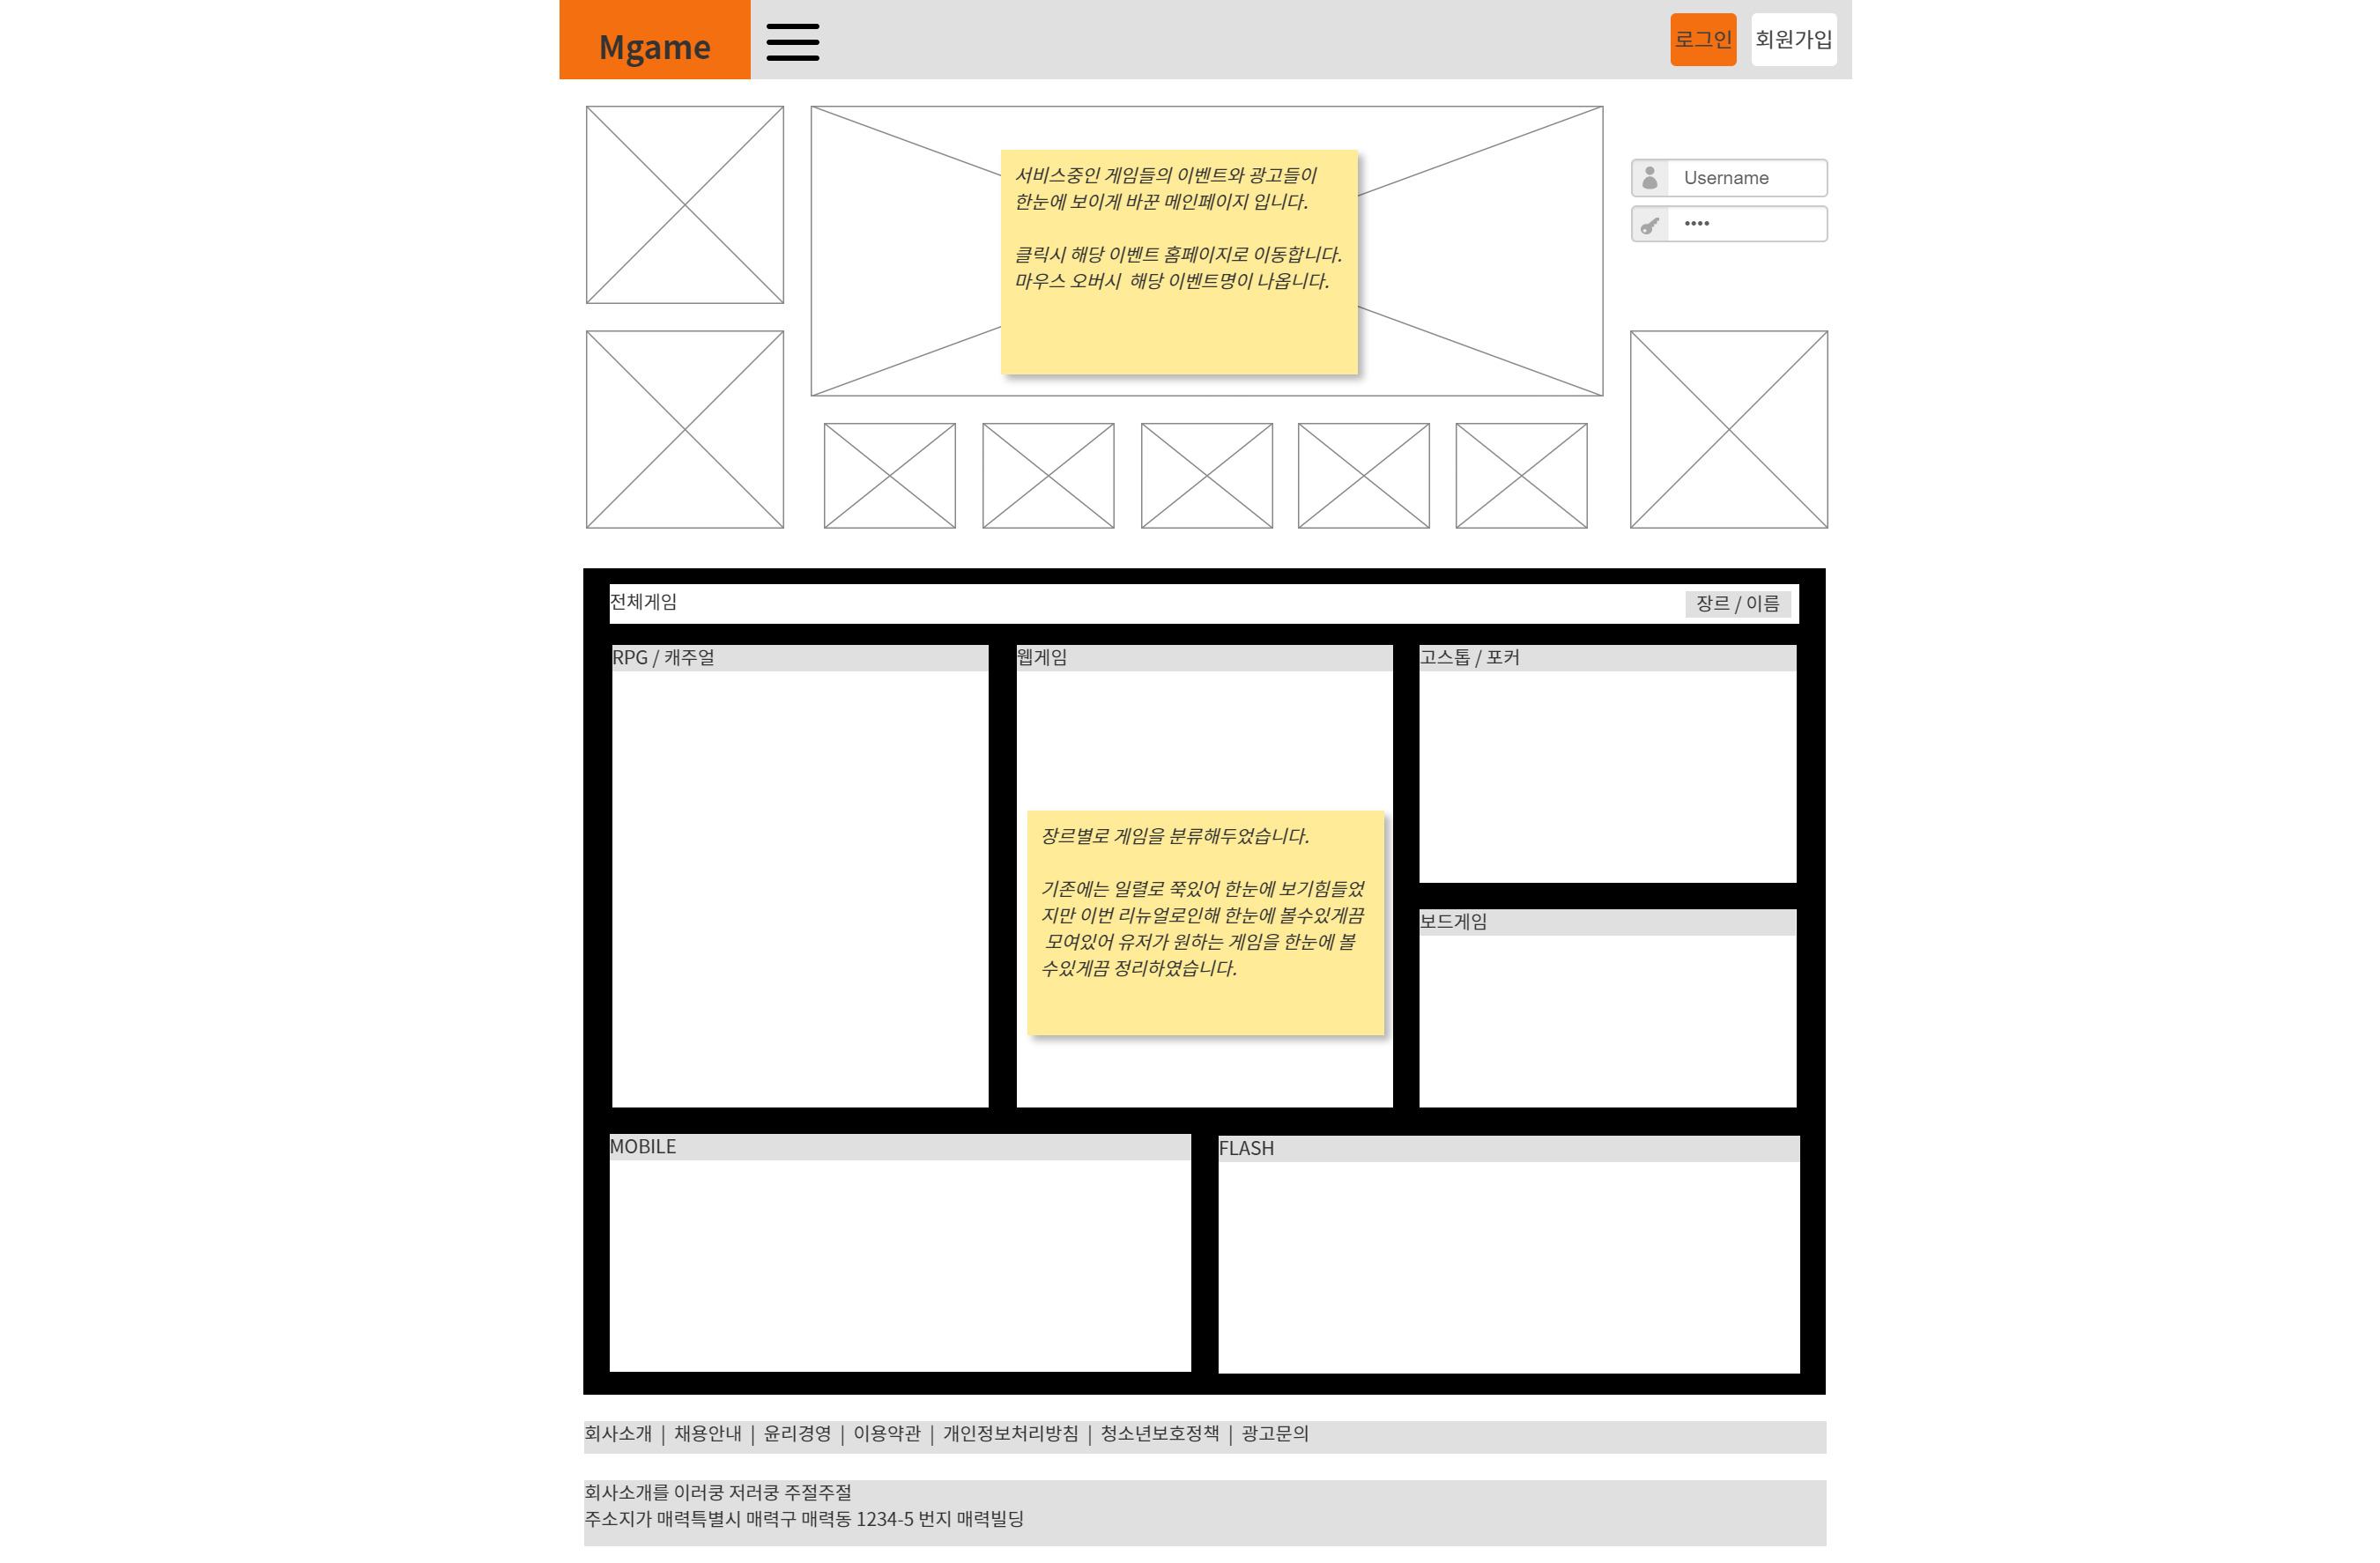 Mgame
로그인
회원가입
서비스중인 게임들의 이벤트와 광고들이
한눈에 보이게 바꾼 메인페이지 입니다.
클릭시 해당 이벤트 홈페이지로 이동합니다.
마우스 오버시  해당 이벤트명이 나옵니다.
Username
••••
전체게임
장르 / 이름
RPG / 캐주얼
웹게임
고스톱 / 포커
장르별로 게임을 분류해두었습니다.
기존에는 일렬로 쭉있어 한눈에 보기힘들었
지만 이번 리뉴얼로인해 한눈에 볼수있게끔
모여있어 유저가 원하는 게임을 한눈에 볼
수있게끔 정리하였습니다.
보드게임
MOBILE
FLASH
회사소개 | 채용안내 | 윤리경영 | 이용약관 | 개인정보처리방침 | 청소년보호정책 | 광고문의
회사소개를 이러쿵 저러쿵 주절주절
주소지가 매력특별시 매력구 매력동 1234-5 번지 매력빌딩